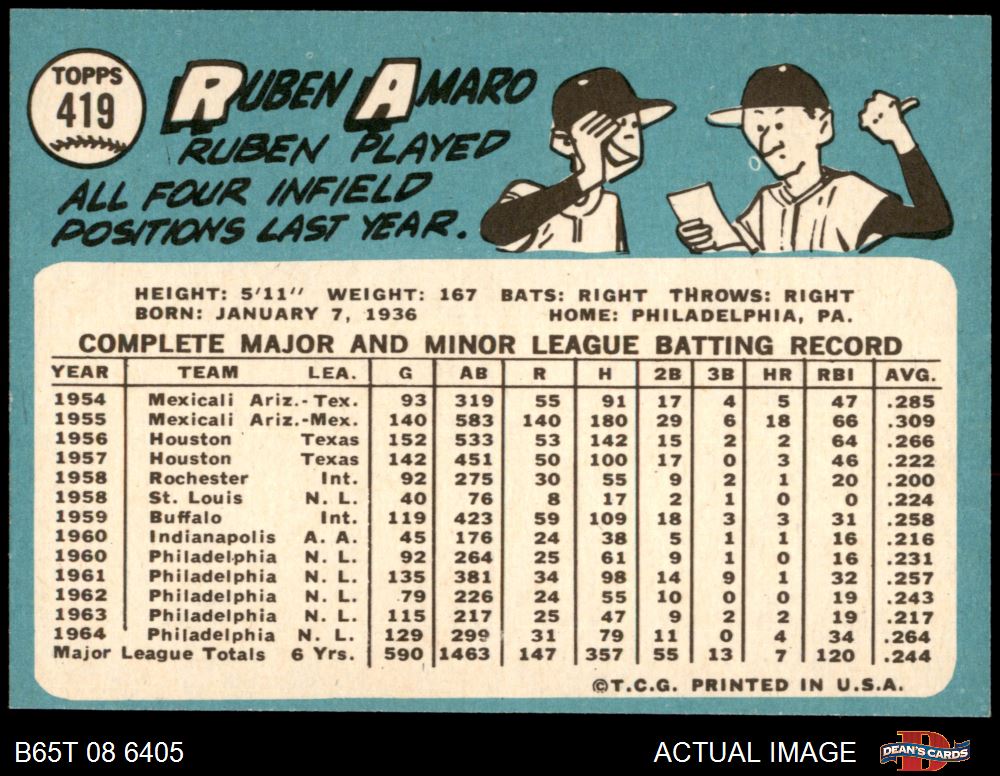 TOPPS
419
RUBEN AMARO
RUBEN PLAYED
ALL FOUR INFIELD
POSITIONS LAST YEAR.
HEIGHT: 5'11" WEIGHT: 167 BATS: RIGHT THROWS: RIGHT
BORN: JANUARY 7, 1936 HOME: PHILADELPHIA, PA.
COMPLETE MAJOR AND MINOR LEAGUE BATTING RECORD
YEAR TEAM LEA. G AB R H 2B 3B HR RBI AVG.
1954 Mexicali Ariz.-Tex. 93 319 55 91 17 4 5 47 .285
1955 Mexicali Ariz.-Mex. 140 583 140 180 29 6 18 66 .309
1956 Houston Texas 152 533 53 142 15 2 2 64 .266
1957 Houston Texas 142 451 50 100 17 0 3 46 .222
1958 Rochester Int. 92 275 30 55 9 2 1 20 .200
1958 St. Louis N. L. 40 76 8 17 2 1 0 0 .224
1959 Buffalo Int. 119 423 59 109 18 3 3 31 .258
1960 Indianapolis A. A. 45 176 24 38 5 1 1 16 .216
1960 Philadelphia N. L. 92 264 25 61 9 1 0 16 .231
1961 Philadelphia N. L. 135 381 34 98 14 9 1 32 .257
1962 Philadelphia N. L. 79 226 24 55 10 0 0 19 .243
1963 Philadelphia N. L. 115 217 25 47 9 2 2 19 .217
1964 Philadelphia N. L. 129 299 31 79 11 0 4 34 .264
Major League Totals 6 Yrs. 590 1463 147 357 55 13 7 120 .244
©T.C.G. PRINTED IN U.S.A.
B65T 08 6405 ACTUAL IMAGE DEAN'S CARDS